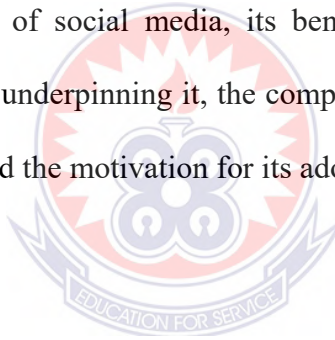 of social media, its ben
underpinning it, the comp
d the motivation for its ado
EDUCATION FOR SERVICE